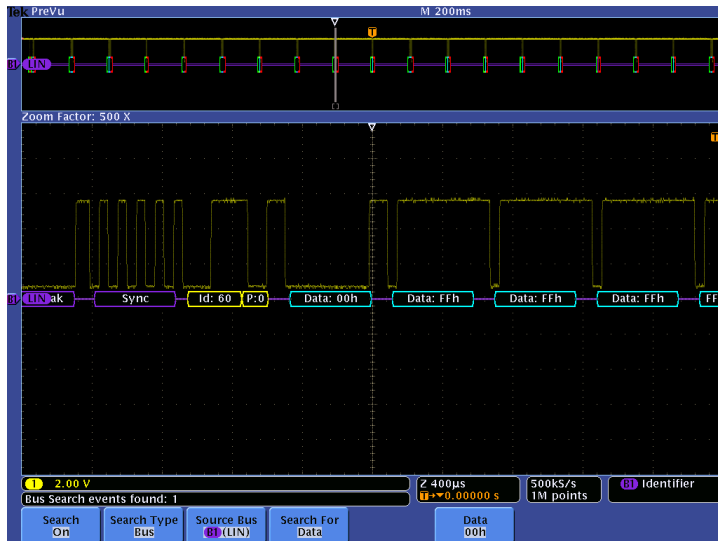 Tek PreVu M 200ms
T
B1 LIN
Zoom Factor: 500 X
T
B1 LIN ak Sync Id: 60 P:0 Data: 00h Data: FFh Data: FFh Data: FFh FF
1 2.00 V Z 400µs 500kS/s B1 Identifier
T→▼0.00000 s 1M points
Bus Search events found: 1
Search Search Type Source Bus Search For Data
On Bus B1 (LIN) Data 00h